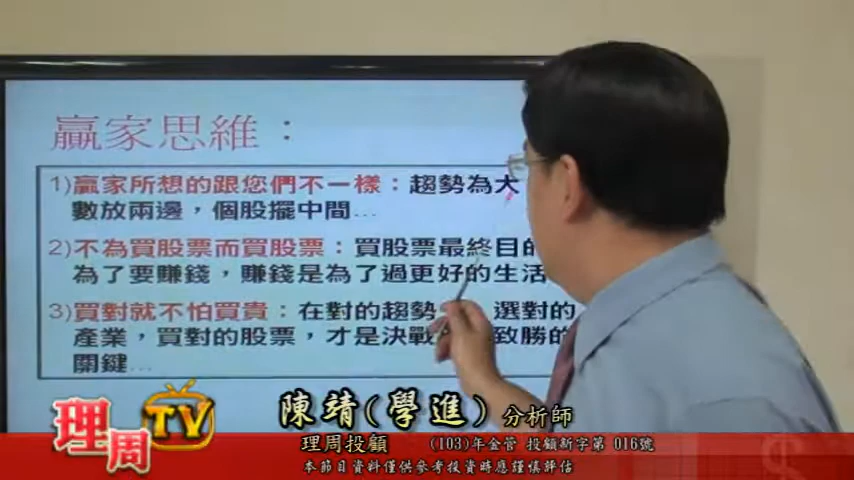 贏家思維：
1)贏家所想的跟您們不一樣：趨勢為大
數放兩邊，個股擺中間...
2)不為買股票而買股票：買股票最終目的
為了要賺錢，賺錢是為了過更好的生活
3)買對就不怕買貴：在對的趨勢 選對的
產業，買對的股票，才是決戰 致勝的
關鍵...
理周TV
陳靖(學進)分析師
理周投顧 (103)年金管 投顧新字第 016號
本節目資料僅供參考投資時應謹慎評估